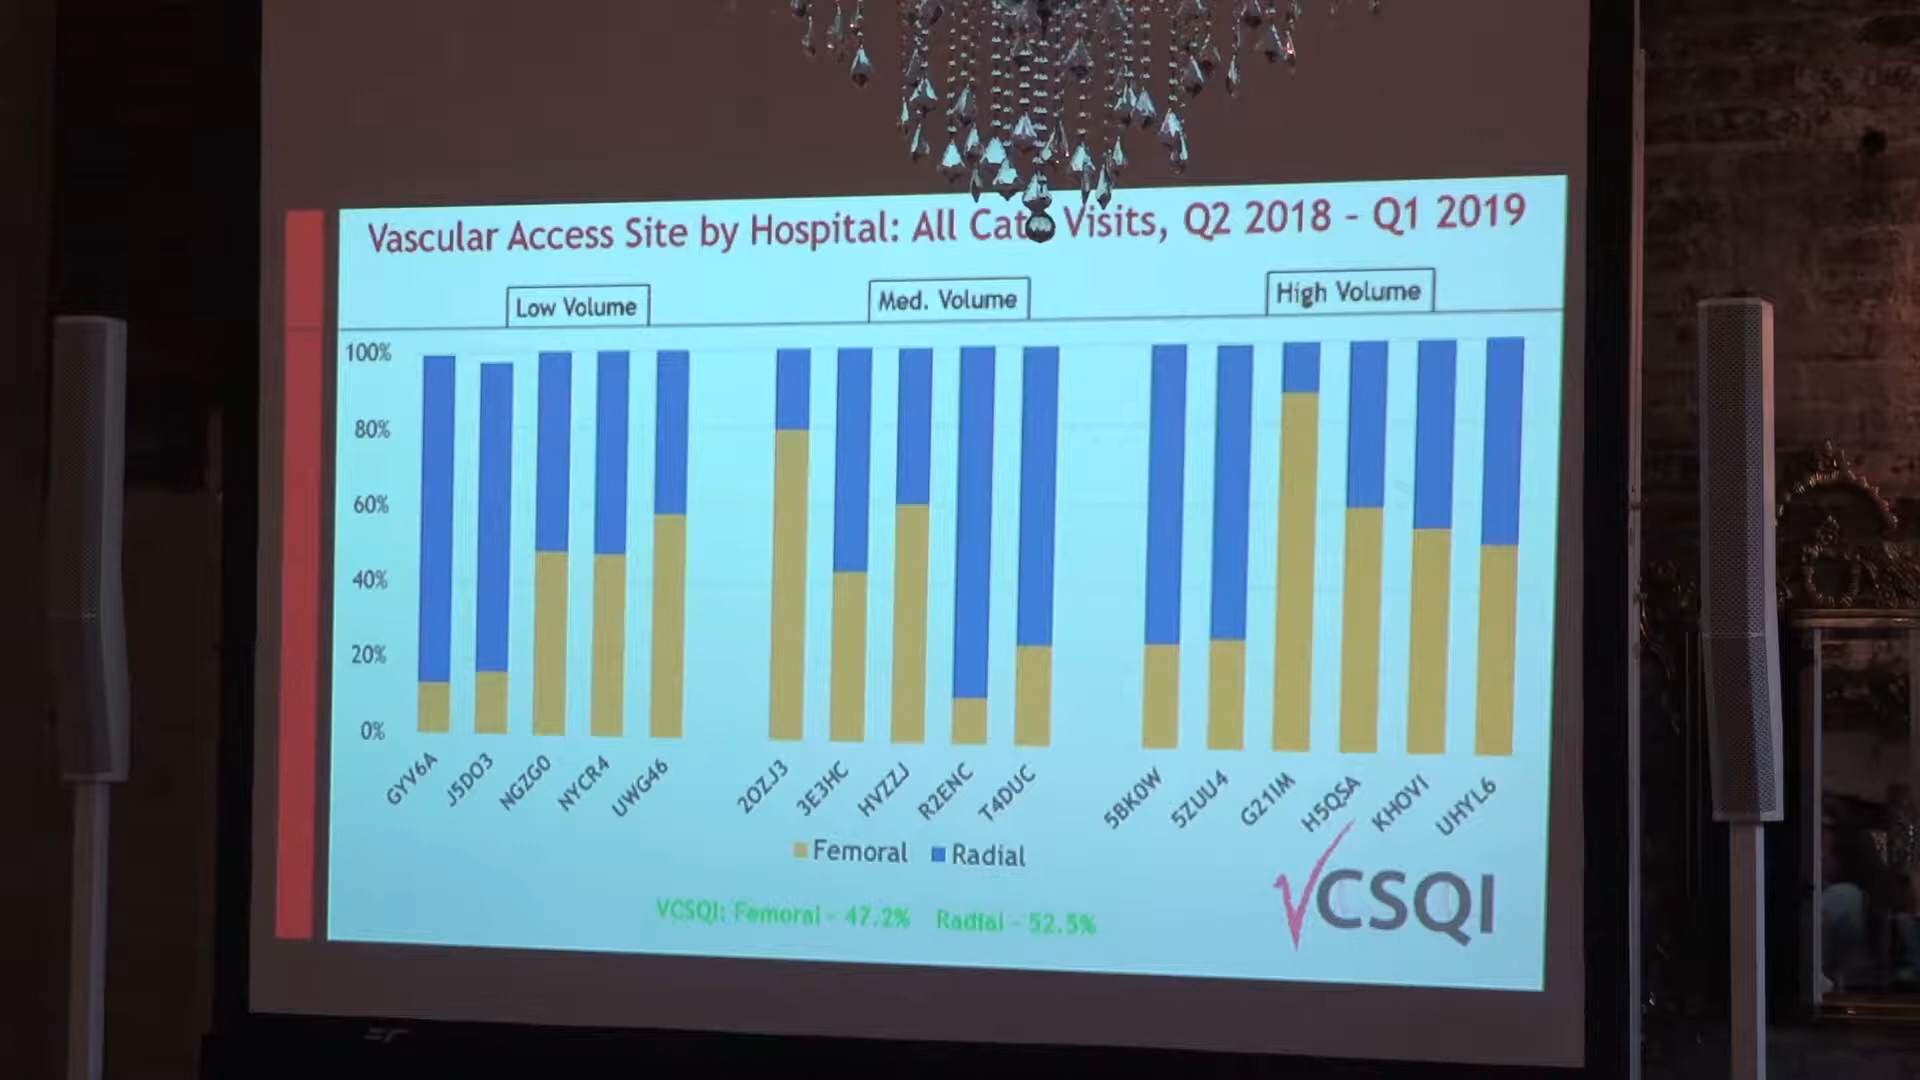 Vascular Access Site by Hospital: All Visits, Q2 2018 - Q1 2019
Low Volume
Med. Volume
High Volume
100%
80%
60%
40%
20%
0%
GYV6A J5DO3 NGZG0 NYCR4 UWG46 2OZJ3 3E3HC HVZZJ R2ENC T4DUC 5BK0W 5ZUU4 G21IM H5QSA KHOVI UHYL6
Femoral Radial
VCSQI: Femoral - 47.2% Radial - 52.5%
VCSQI